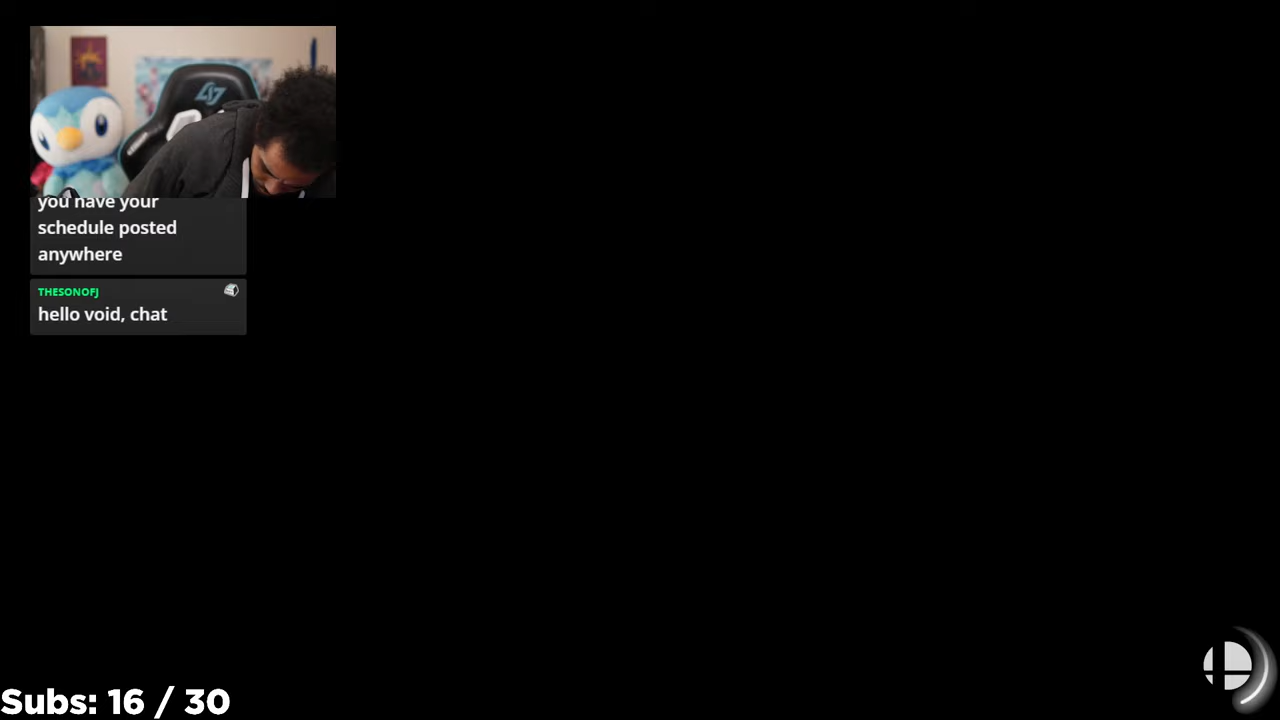 you have your
schedule posted
anywhere
THESONOFJ
hello void, chat
Subs: 16 / 30